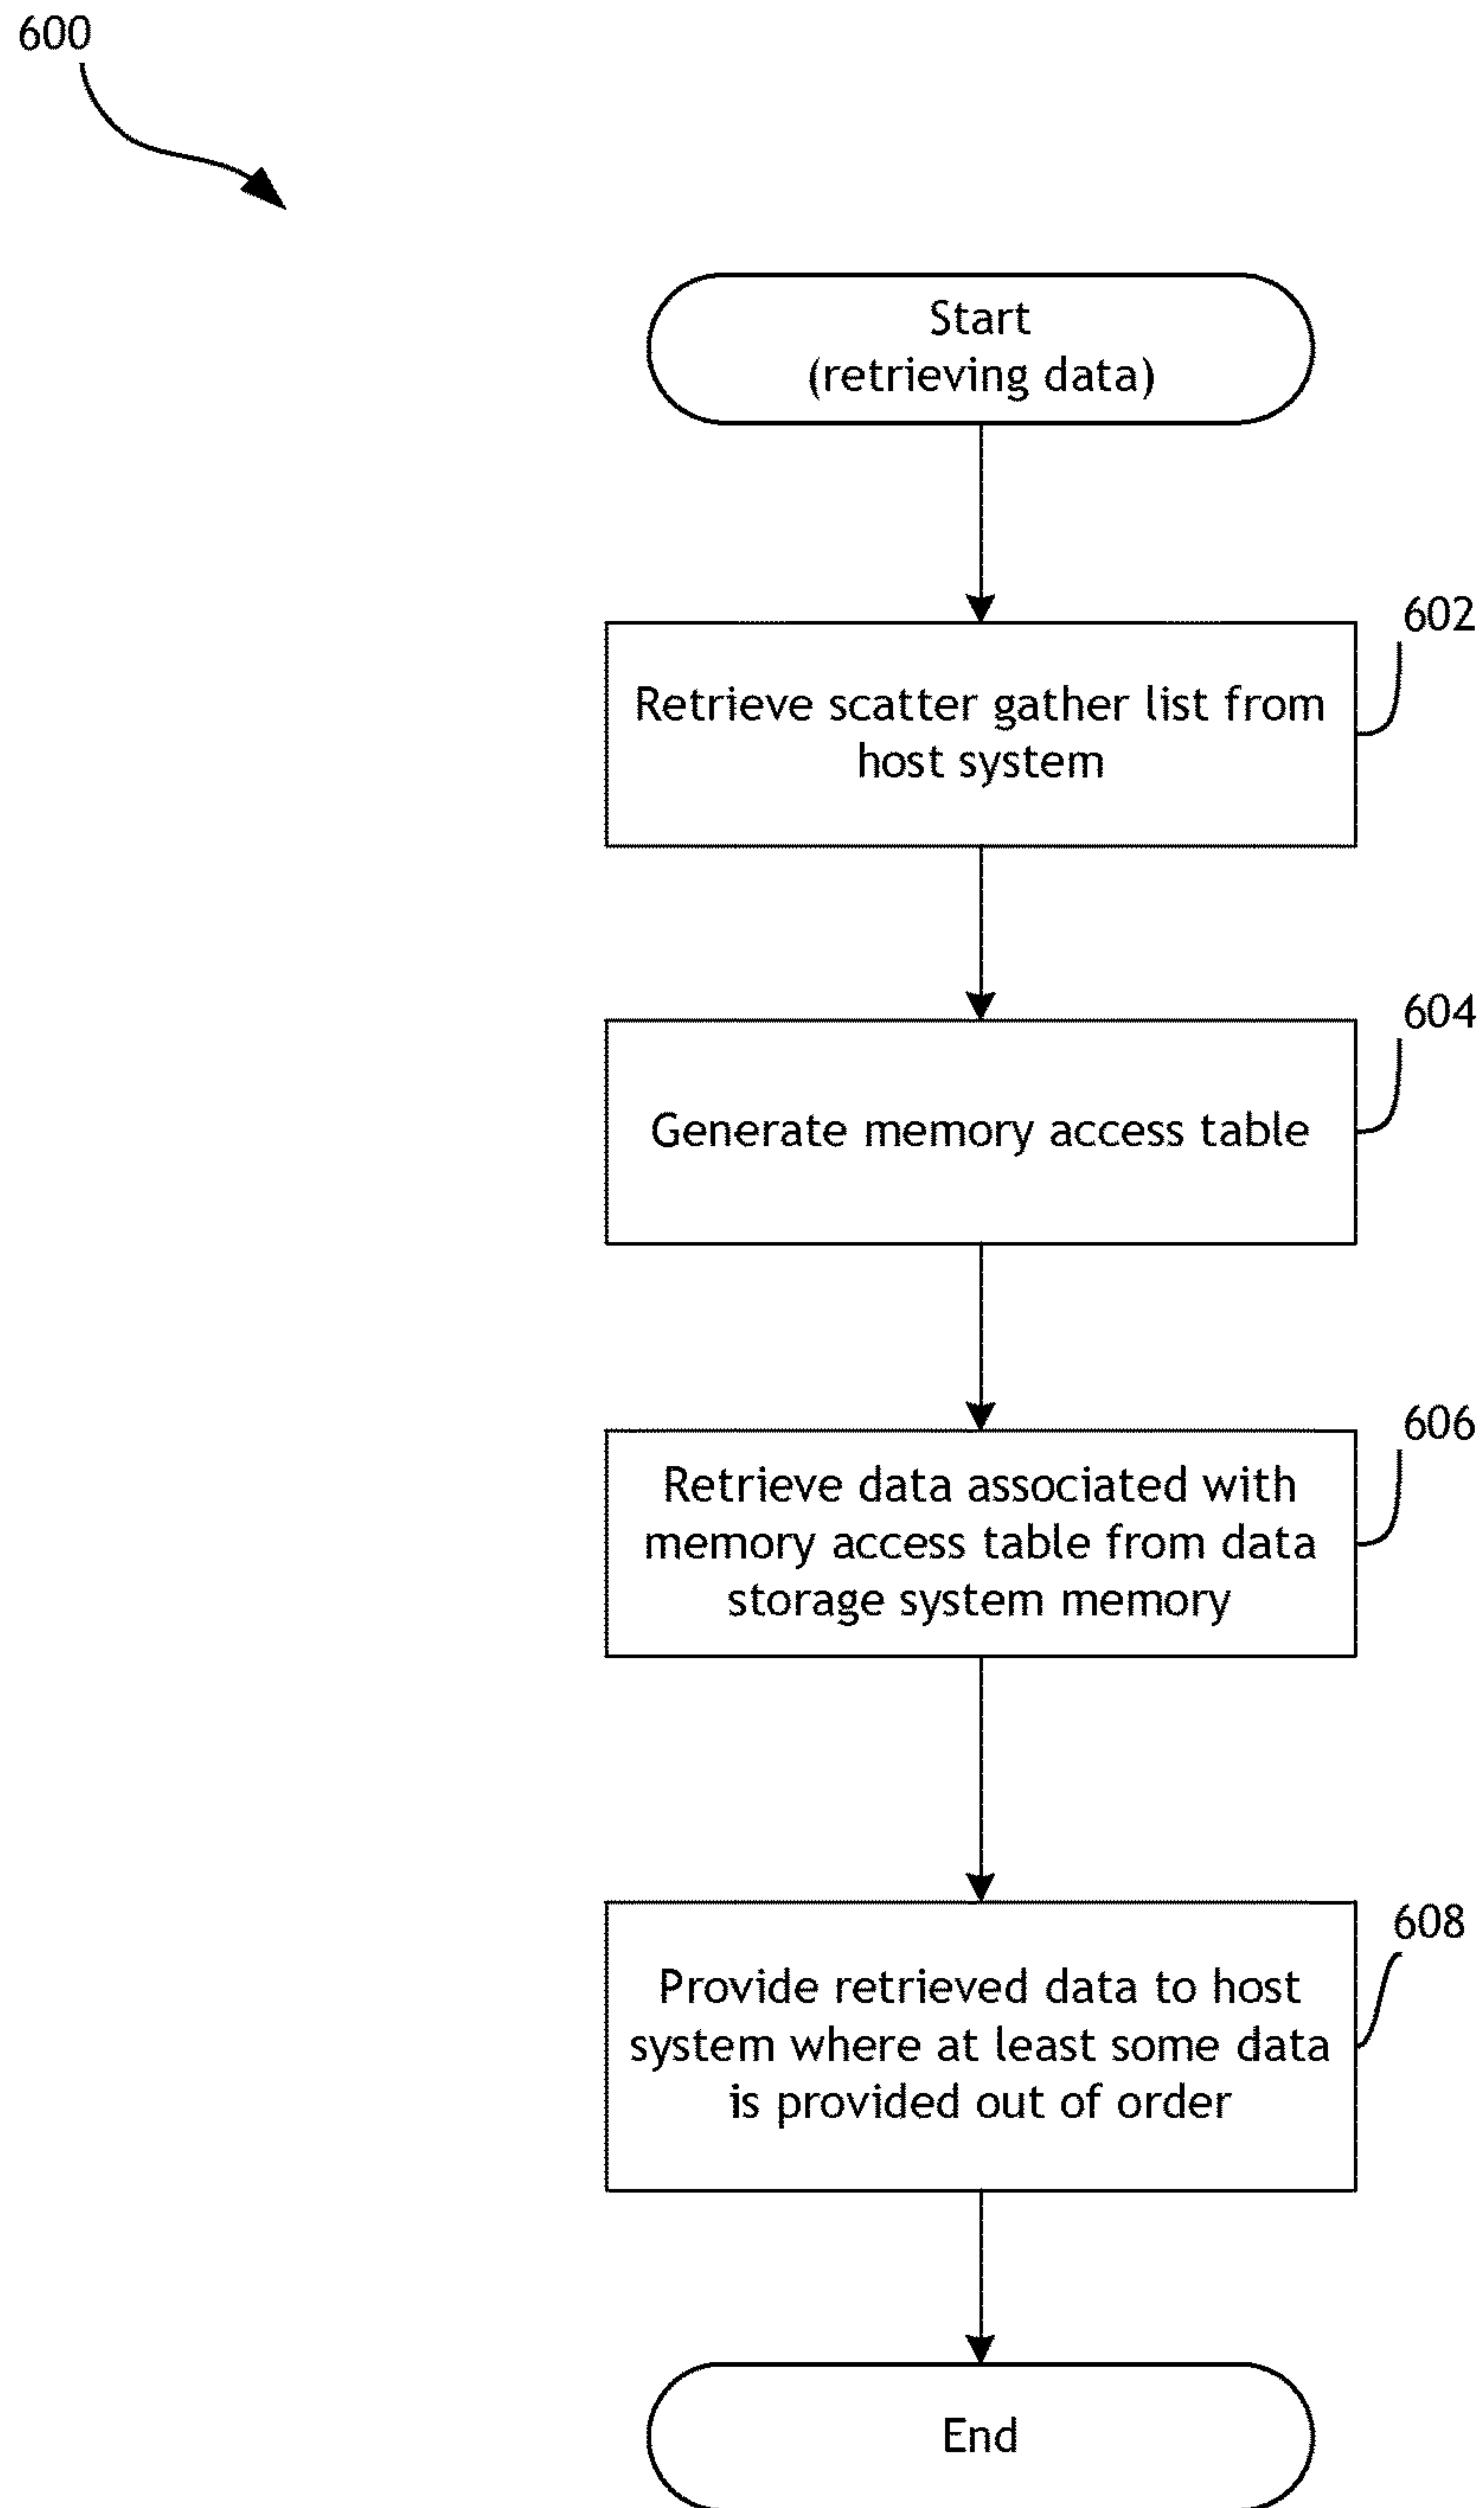 600
Start
(retrieving data)
602
Retrieve scatter gather list from
host system
604
Generate memory access table
606
Retrieve data associated with
memory access table from data
storage system memory
608
Provide retrieved data to host
system where at least some data
is provided out of order
End